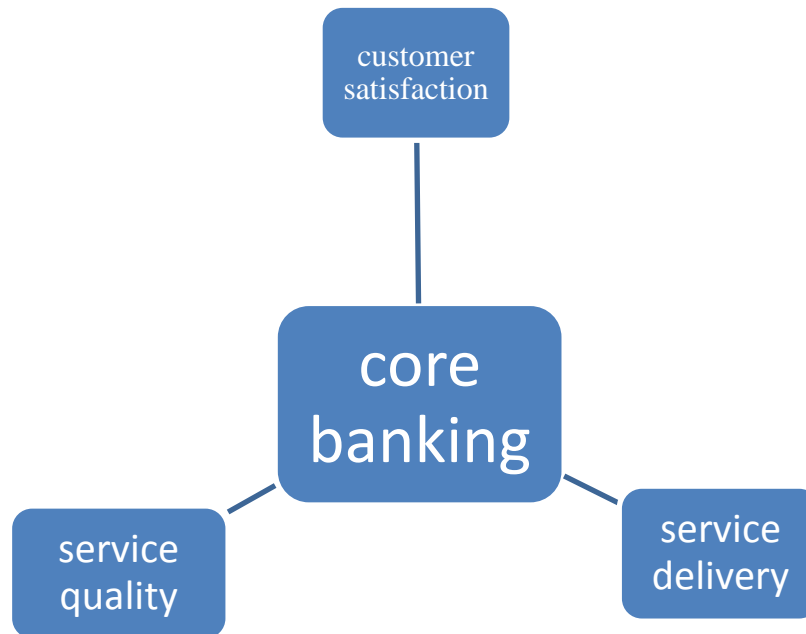 customer
satisfaction
core
banking
service
quality
service
delivery